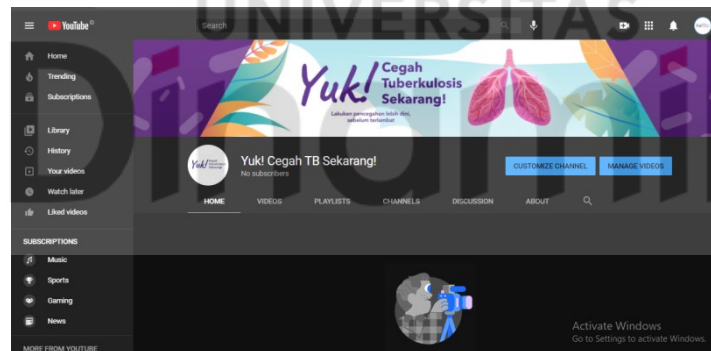 UNIVERSITAS
Dinamika
YouTube
Search
Home
Trending
Subscriptions
Library
History
Your videos
Watch later
Liked videos
SUBSCRIPTIONS
Music
Sports
Gaming
News
MORE FROM YOUTUBE
Yuk! Cegah
Tuberkulosis
Sekarang!
Lakukan pencegahan lebih dini,
sebelum terlambat
Yuk!
Yuk! Cegah TB Sekarang!
No subscribers
CUSTOMIZE CHANNEL
MANAGE VIDEOS
HOME VIDEOS PLAYLISTS CHANNELS DISCUSSION ABOUT
Activate Windows
Go to Settings to activate Windows.